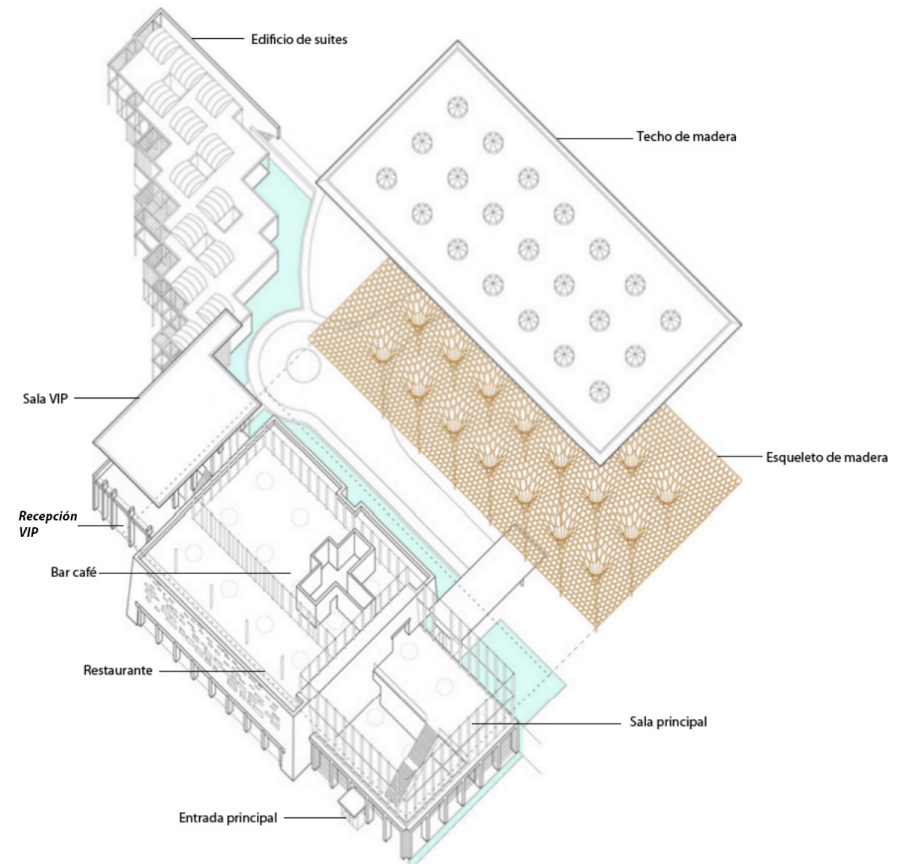 Edificio de suites
Techo de madera
Sala VIP
Esqueleto de madera
Recepción
VIP
Bar café
Restaurante
Sala principal
Entrada principal